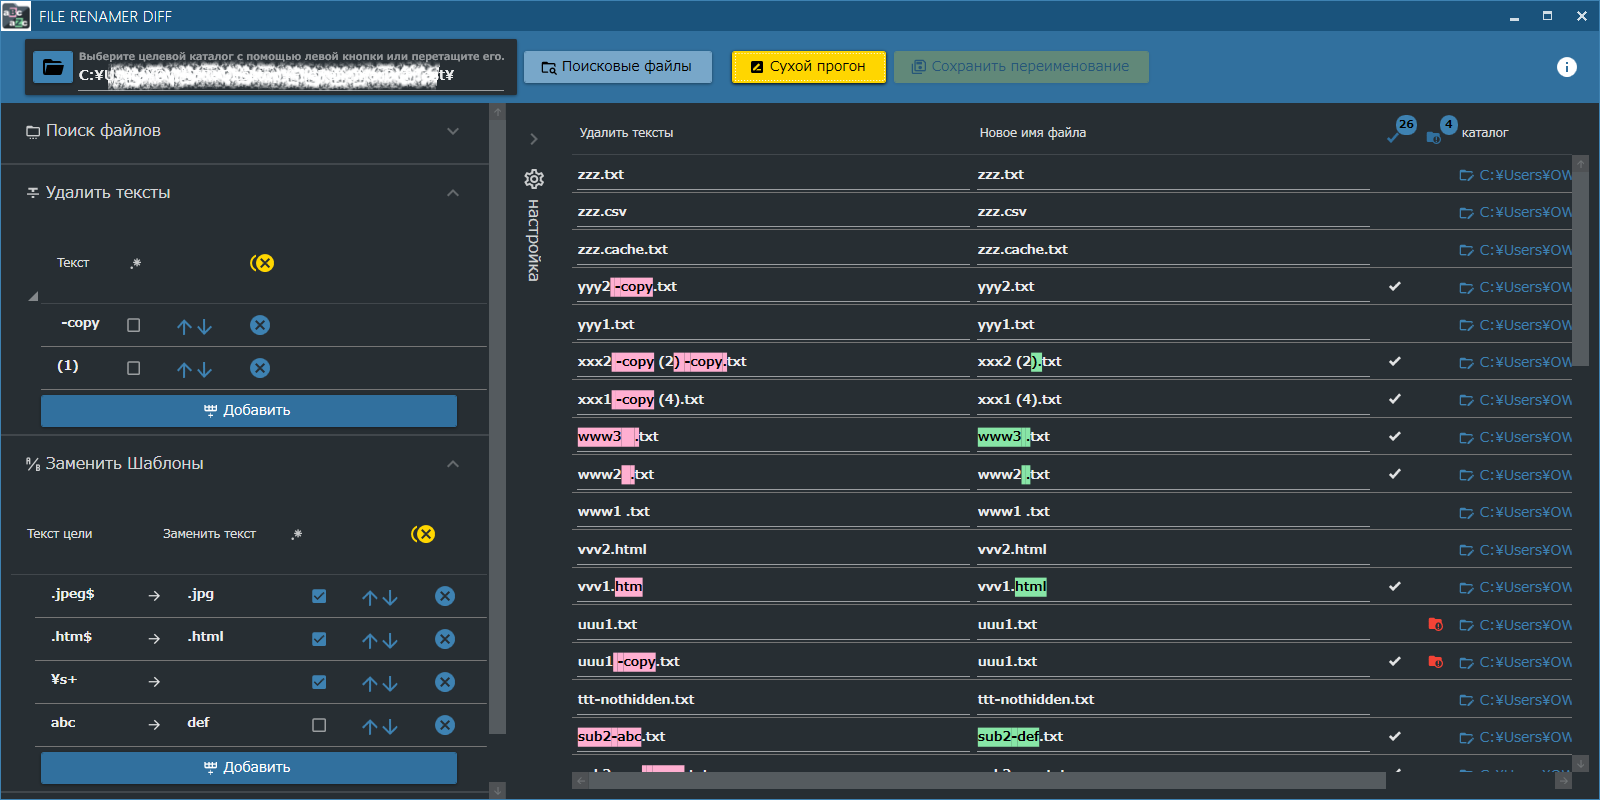 FILE RENAMER DIFF
Выберите целевой каталог с помощью левой кнопки или перетащите его.
Поисковые файлы
Сухой прогон
Сохранить переименование
Поиск файлов
Удалить тексты
Текст .*
-copy
(1)
Добавить
Заменить Шаблоны
Текст цели Заменить текст .*
.jpeg$ → .jpg
.htm$ → .html
¥s+ →
abc → def
Добавить
настройка
Удалить тексты Новое имя файла 26 4 каталог
zzz.txt zzz.txt C:¥Users¥OW
zzz.csv zzz.csv C:¥Users¥OW
zzz.cache.txt zzz.cache.txt C:¥Users¥OW
yyy2 -copy.txt yyy2.txt C:¥Users¥OW
yyy1.txt yyy1.txt C:¥Users¥OW
xxx2 -copy (2) -copy.txt xxx2 (2).txt C:¥Users¥OW
xxx1 -copy (4).txt xxx1 (4).txt C:¥Users¥OW
www3   .txt www3 .txt C:¥Users¥OW
www2  .txt www2 .txt C:¥Users¥OW
www1 .txt www1 .txt C:¥Users¥OW
vvv2.html vvv2.html C:¥Users¥OW
vvv1.htm vvv1.html C:¥Users¥OW
uuu1.txt uuu1.txt C:¥Users¥OW
uuu1 -copy.txt uuu1.txt C:¥Users¥OW
ttt-nothidden.txt ttt-nothidden.txt C:¥Users¥OW
sub2-abc.txt sub2-def.txt C:¥Users¥OW